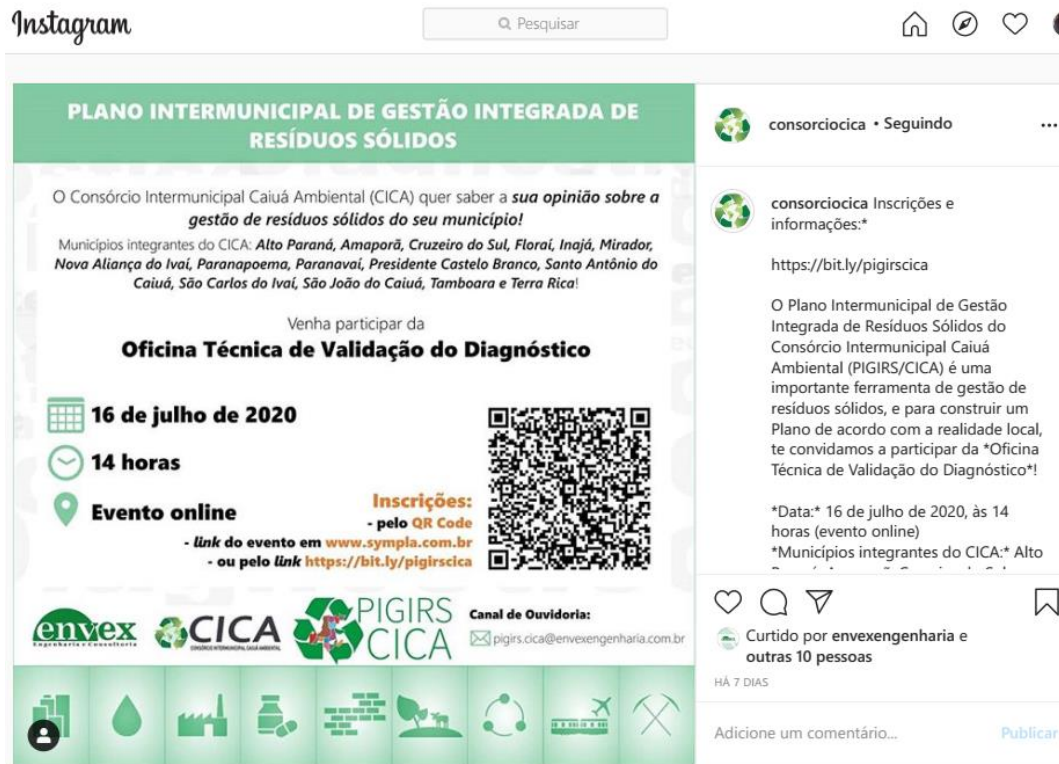 Instagram
Pesquisar
PLANO INTERMUNICIPAL DE GESTÃO INTEGRADA DE
RESÍDUOS SÓLIDOS
O Consórcio Intermunicipal Caiuá Ambiental (CICA) quer saber a sua opinião sobre a
gestão de resíduos sólidos do seu município!
Municípios integrantes do CICA: Alto Paraná, Amaporã, Cruzeiro do Sul, Floraí, Inajá, Mirador,
Nova Aliança do Ivaí, Paranapoema, Paranavaí, Presidente Castelo Branco, Santo Antônio do
Caiuá, São Carlos do Ivaí, São João do Caiuá, Tamboara e Terra Rica!
Venha participar da
Oficina Técnica de Validação do Diagnóstico
16 de julho de 2020
14 horas
Evento online
Inscrições:
- pelo QR Code
- link do evento em www.sympla.com.br
- ou pelo link https://bit.ly/pigirscica
envex
Engenharia e Consultoria
CICA
CONSÓRCIO INTERMUNICIPAL CAIUÁ AMBIENTAL
PIGIRS
CICA
Canal de Ouvidoria:
pigirs.cica@envexengenharia.com.br
consorciocica • Seguindo
consorciocica Inscrições e
informações:*
https://bit.ly/pigirscica
O Plano Intermunicipal de Gestão
Integrada de Resíduos Sólidos do
Consórcio Intermunicipal Caiuá
Ambiental (PIGIRS/CICA) é uma
importante ferramenta de gestão de
resíduos sólidos, e para construir um
Plano de acordo com a realidade local,
te convidamos a participar da *Oficina
Técnica de Validação do Diagnóstico*!
*Data:* 16 de julho de 2020, às 14
horas (evento online)
*Municípios integrantes do CICA:* Alto
Curtido por envexengenharia e
outras 10 pessoas
HÁ 7 DIAS
Adicione um comentário...
Publicar